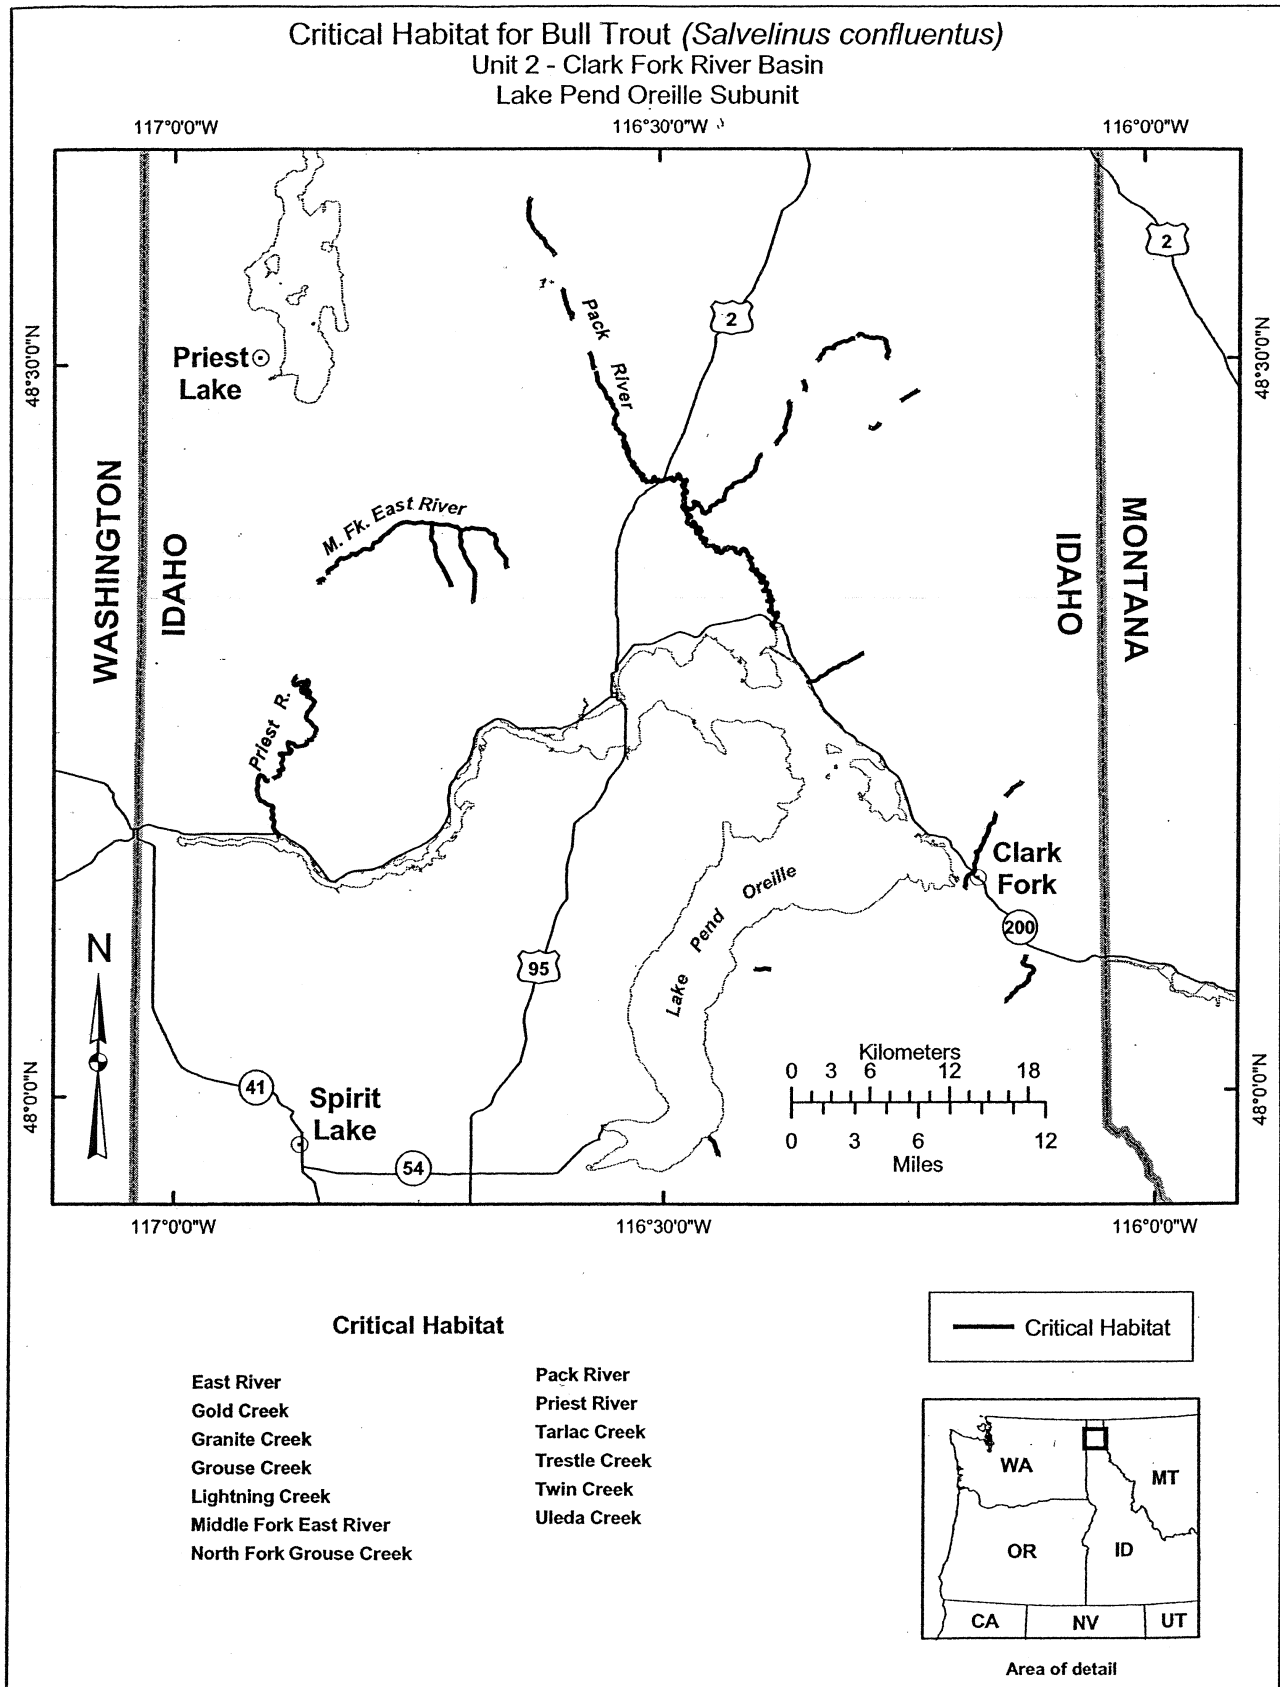 Critical Habitat for Bull Trout (Salvelinus confluentus)
Unit 2 - Clark Fork River Basin
Lake Pend Oreille Subunit
117°0'0"W
116°30'0"W
116°0'0"W
48°30'0"N
48°30'0"N
48°0'0"N
48°0'0"N
2
2
Pack River
Priest
Lake
M. Fk. East River
WASHINGTON
IDAHO
IDAHO
MONTANA
Priest R.
Clark
Fork
Lake Pend Oreille
200
N
95
41
Spirit
Lake
54
Kilometers
0 3 6 12 18
0 3 6 12
Miles
117°0'0"W
116°30'0"W
116°0'0"W
Critical Habitat
East River
Gold Creek
Granite Creek
Grouse Creek
Lightning Creek
Middle Fork East River
North Fork Grouse Creek
Pack River
Priest River
Tarlac Creek
Trestle Creek
Twin Creek
Uleda Creek
Critical Habitat
WA
MT
OR
ID
CA
NV
UT
Area of detail